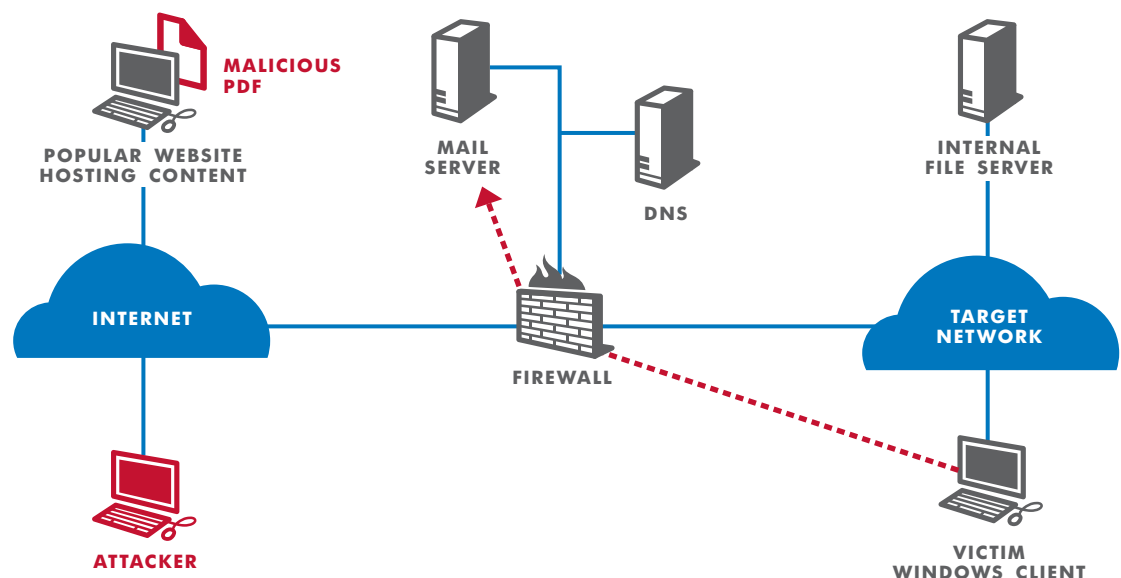 MALICIOUS
PDF
POPULAR WEBSITE
HOSTING CONTENT
MAIL
SERVER
DNS
INTERNAL
FILE SERVER
INTERNET
FIREWALL
TARGET
NETWORK
ATTACKER
VICTIM
WINDOWS CLIENT